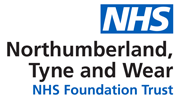 NHS
Northumberland,
Tyne and Wear
NHS Foundation Trust